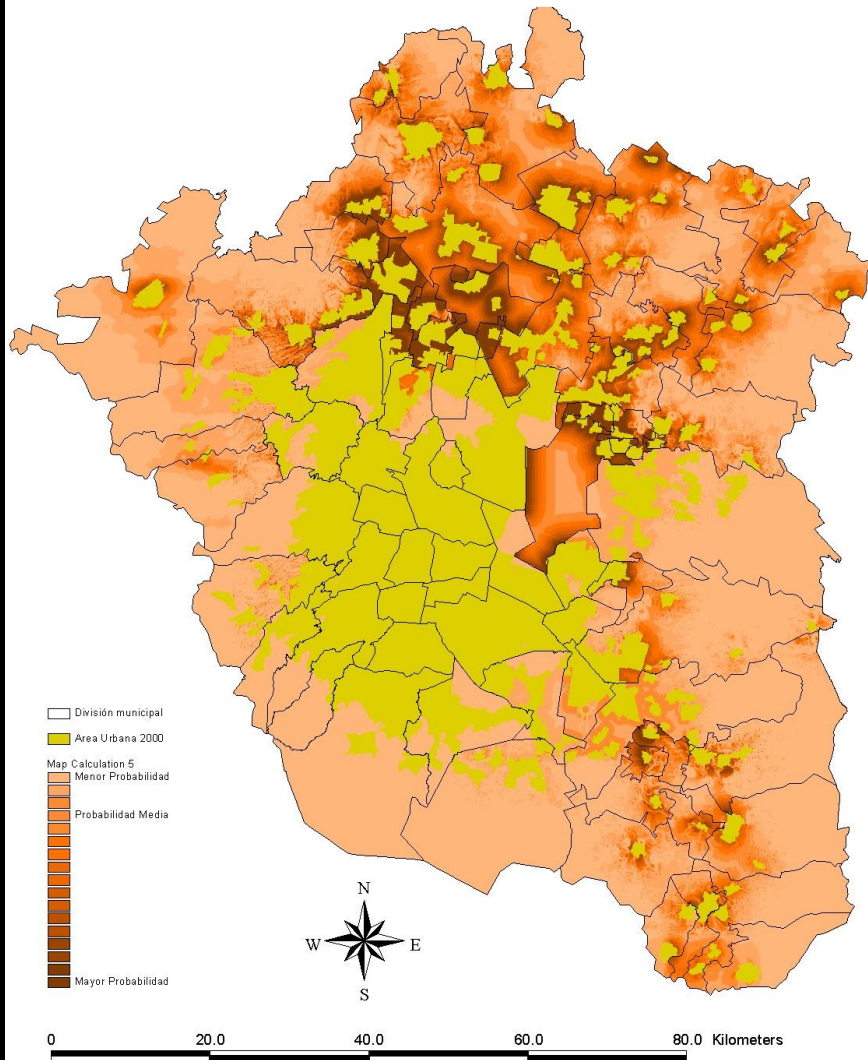 División municipal
Area Urbana 2000
Map Calculation 5
Menor Probabilidad
Probabilidad Media
Mayor Probabilidad
N
W E
S
0 20.0 40.0 60.0 80.0 Kilometers